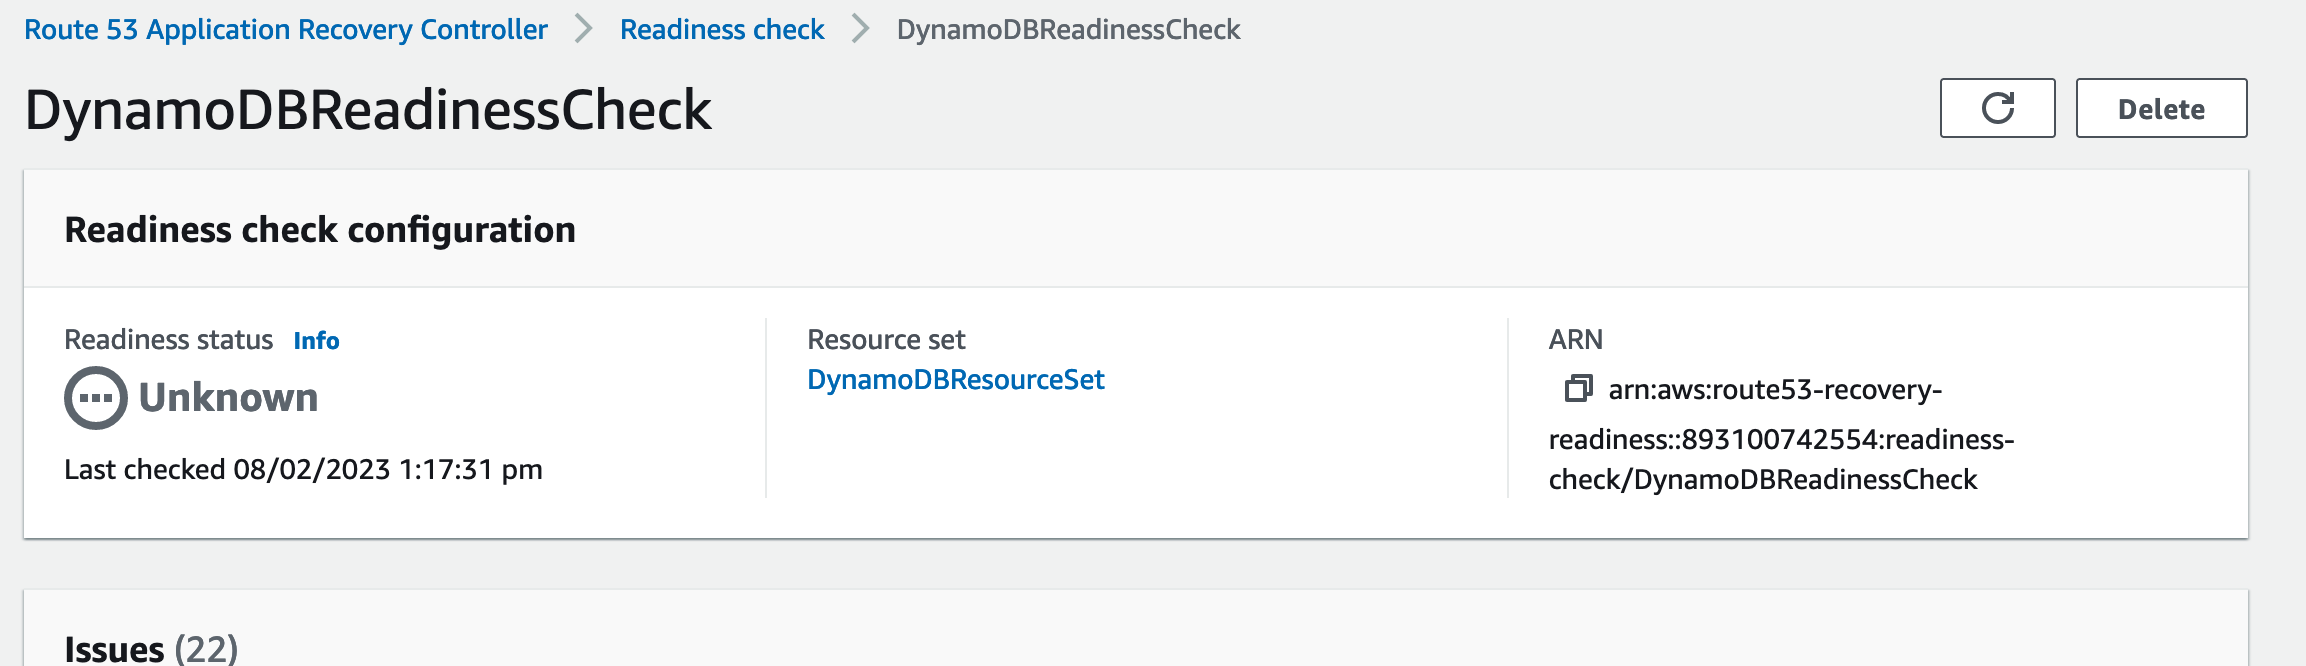 Route 53 Application Recovery Controller > Readiness check > DynamoDBReadinessCheck
DynamoDBReadinessCheck
Delete
Readiness check configuration
Readiness status Info
Unknown
Last checked 08/02/2023 1:17:31 pm
Resource set
DynamoDBResourceSet
ARN
arn:aws:route53-recovery-
readiness::893100742554:readiness-
check/DynamoDBReadinessCheck
Issues (22)